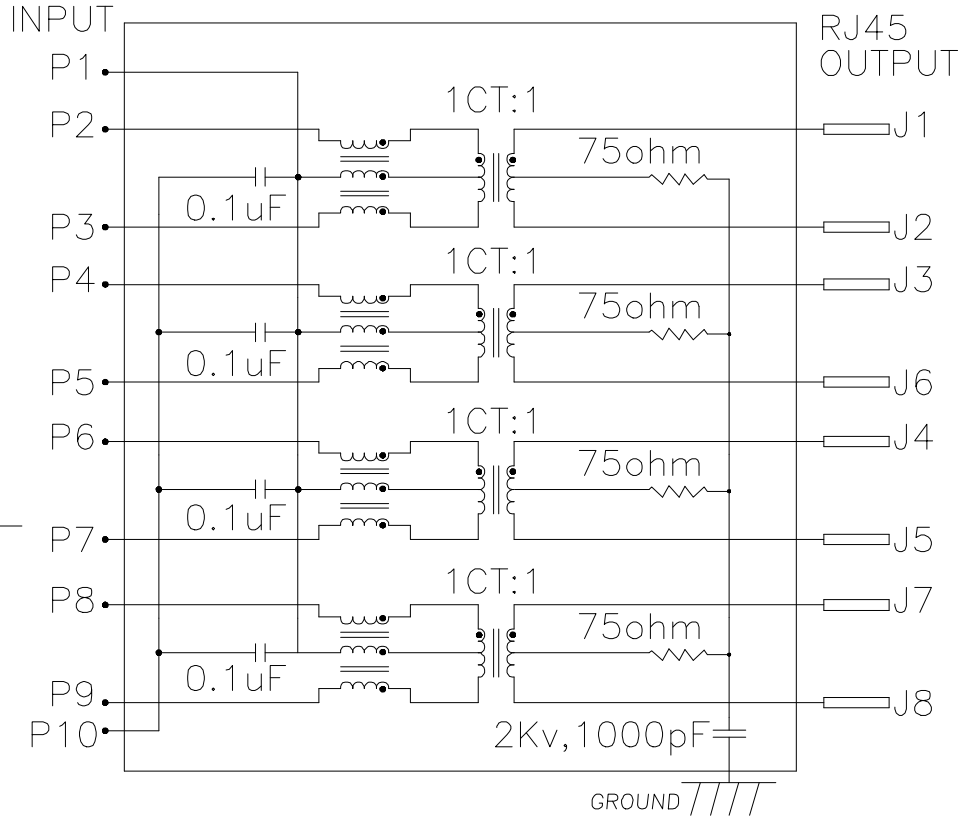 INPUT
RJ45
OUTPUT
P1
1CT:1
P2
J1
75ohm
0.1uF
P3
J2
1CT:1
P4
J3
75ohm
0.1uF
P5
J6
1CT:1
P6
J4
75ohm
0.1uF
P7
J5
1CT:1
P8
J7
75ohm
0.1uF
P9
J8
P10
2Kv,1000pF
GROUND